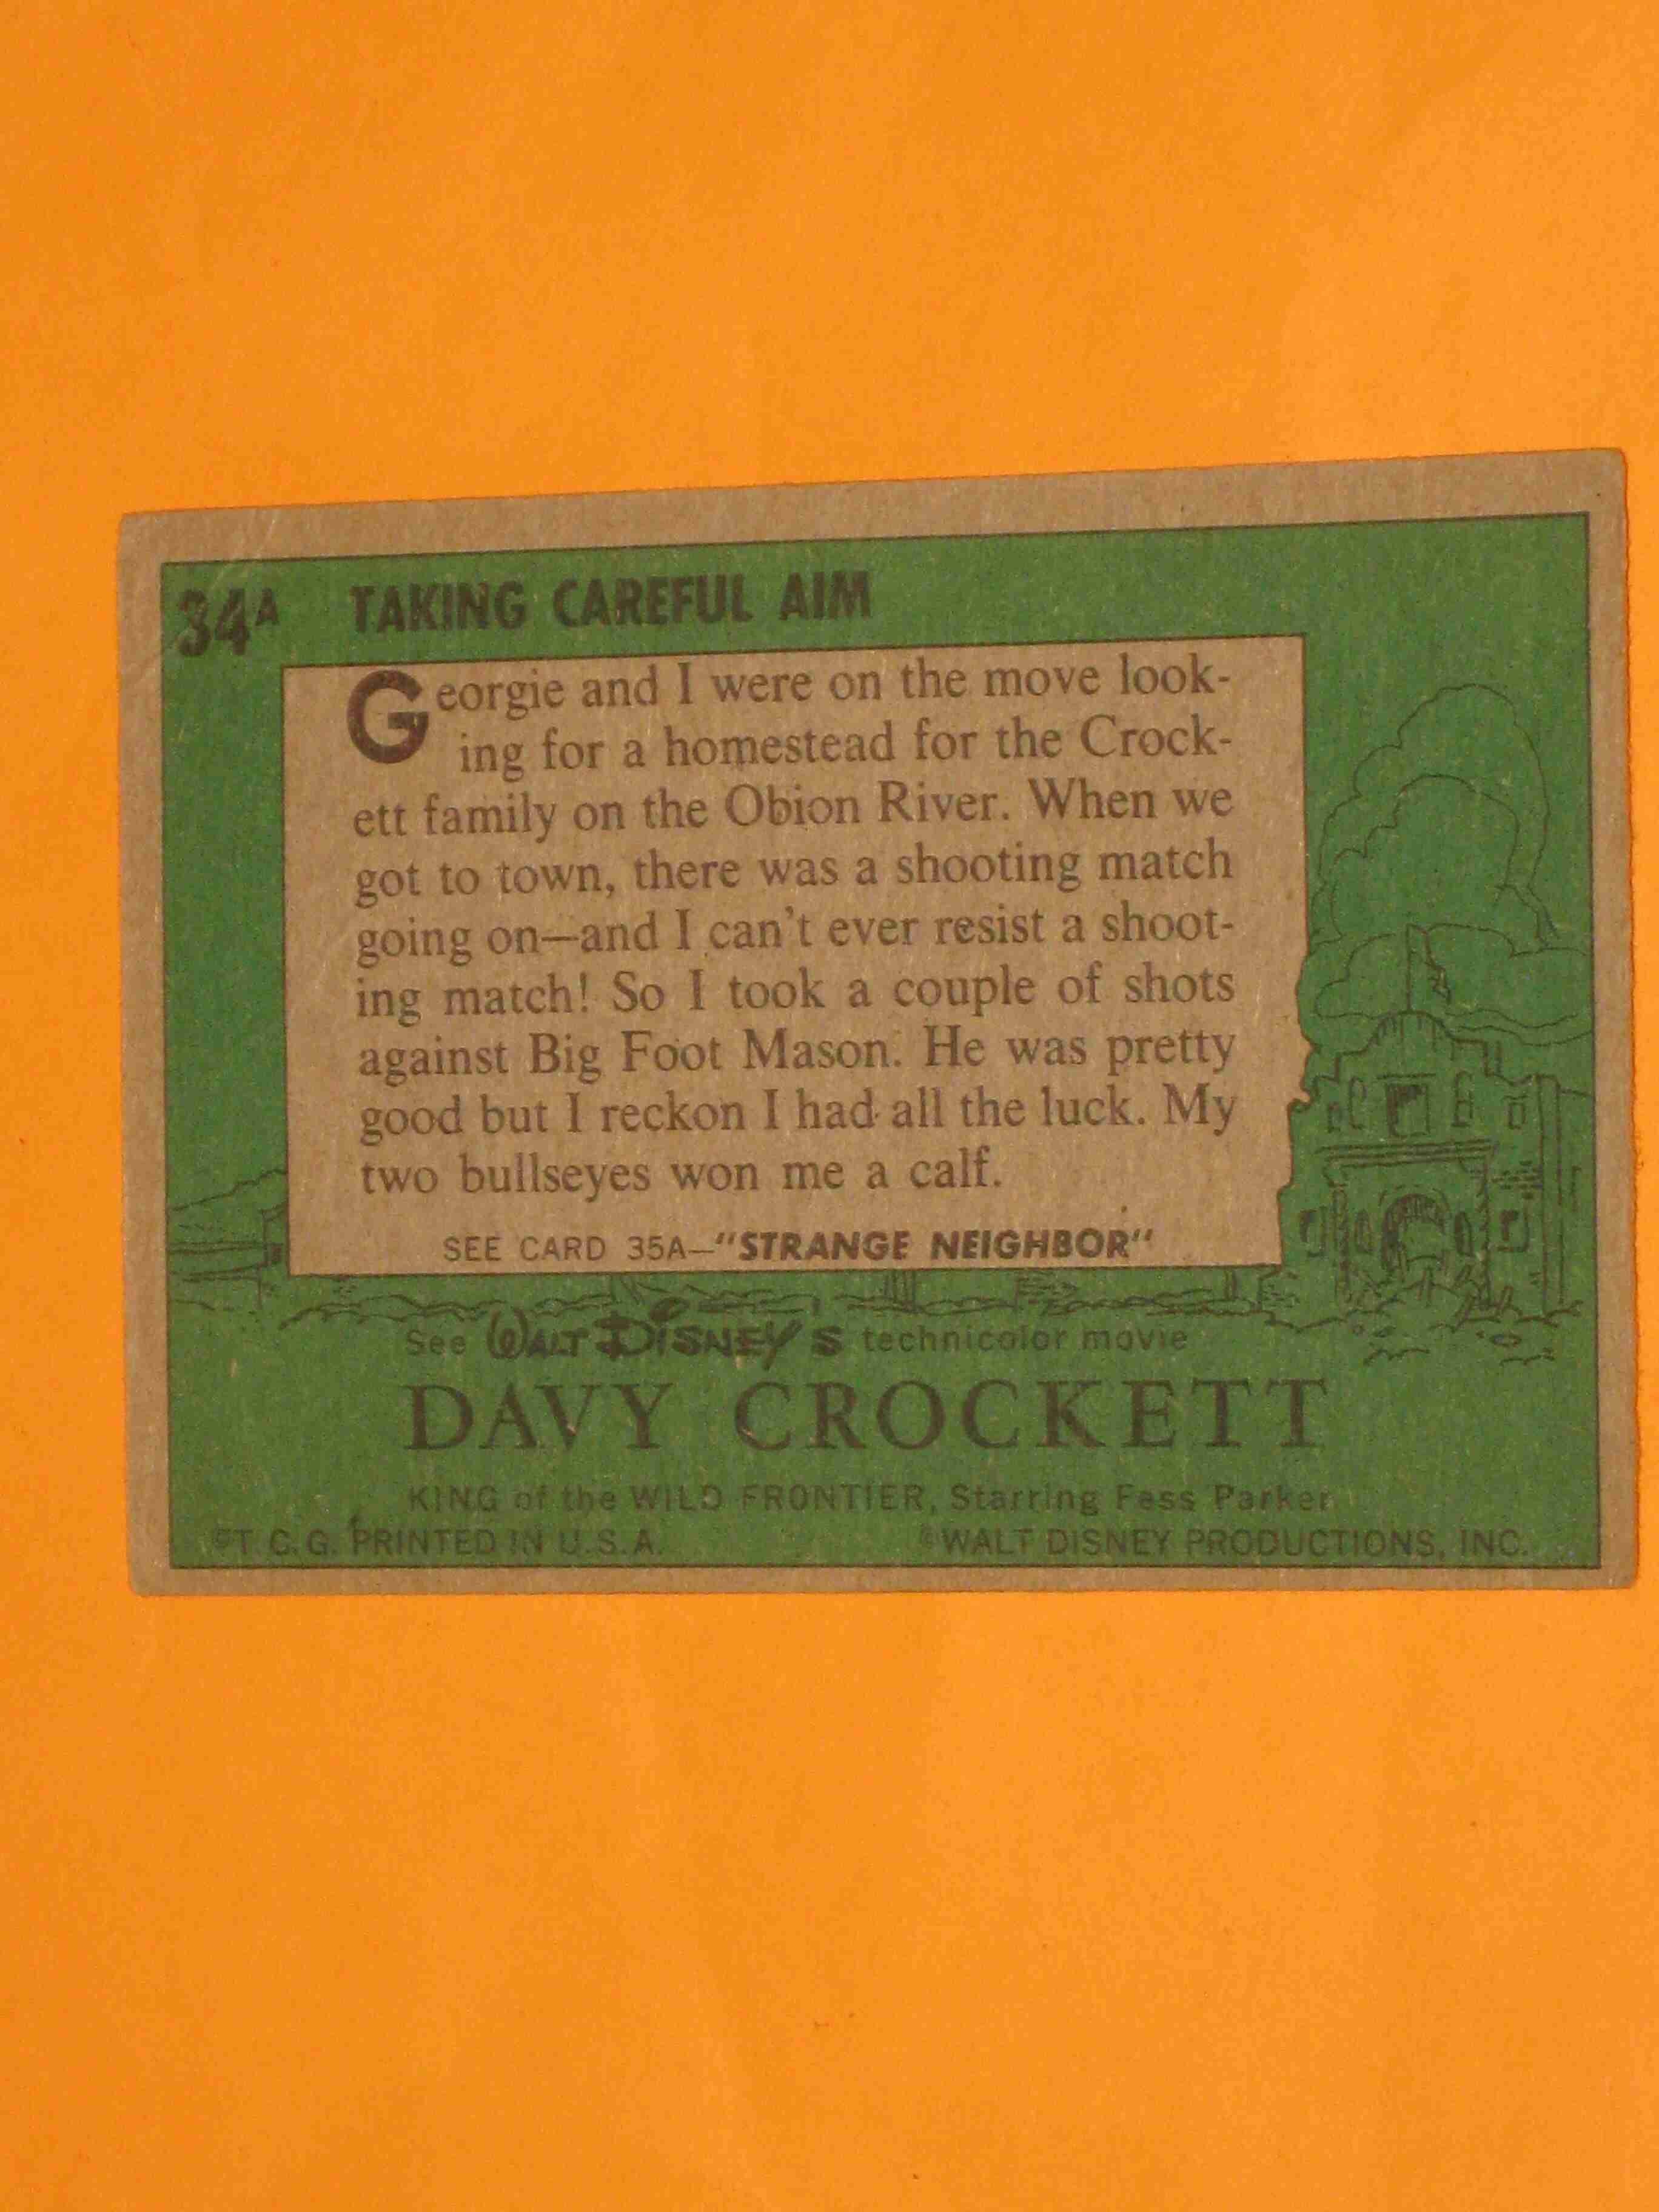 34A TAKING CAREFUL AIM
Georgie and I were on the move look-
ing for a homestead for the Crock-
ett family on the Obion River. When we
got to town, there was a shooting match
going on—and I can't ever resist a shoot-
ing match! So I took a couple of shots
against Big Foot Mason. He was pretty
good but I reckon I had all the luck. My
two bullseyes won me a calf.
SEE CARD 35A—"STRANGE NEIGHBOR"
See WALT DISNEY'S technicolor movie
DAVY CROCKETT
KING of the WILD FRONTIER, Starring Fess Parker
©T.C.G. PRINTED IN U.S.A. ©WALT DISNEY PRODUCTIONS, INC.